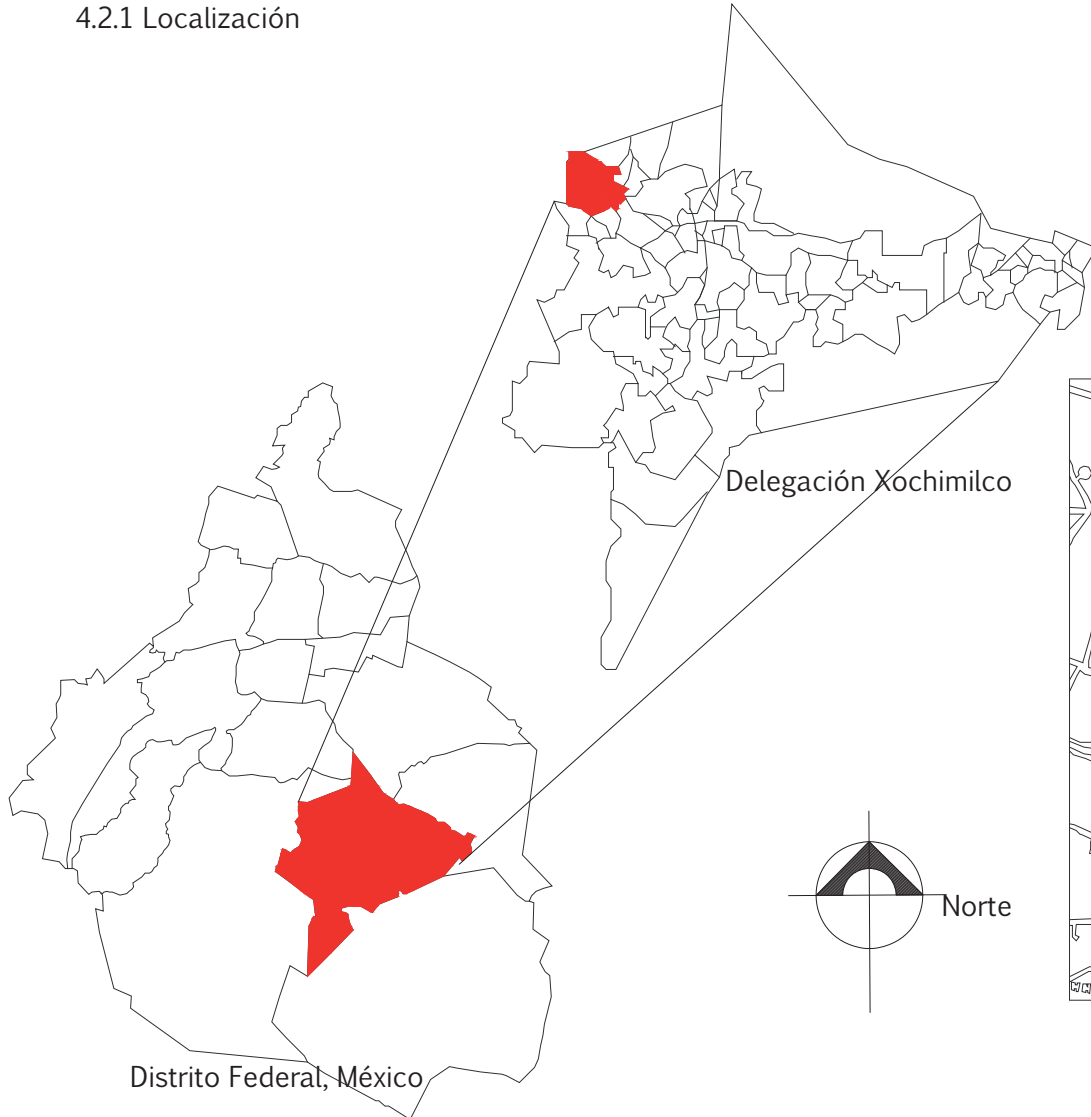 4.2.1 Localización
Delegación Xochimilco
Norte
Distrito Federal, México